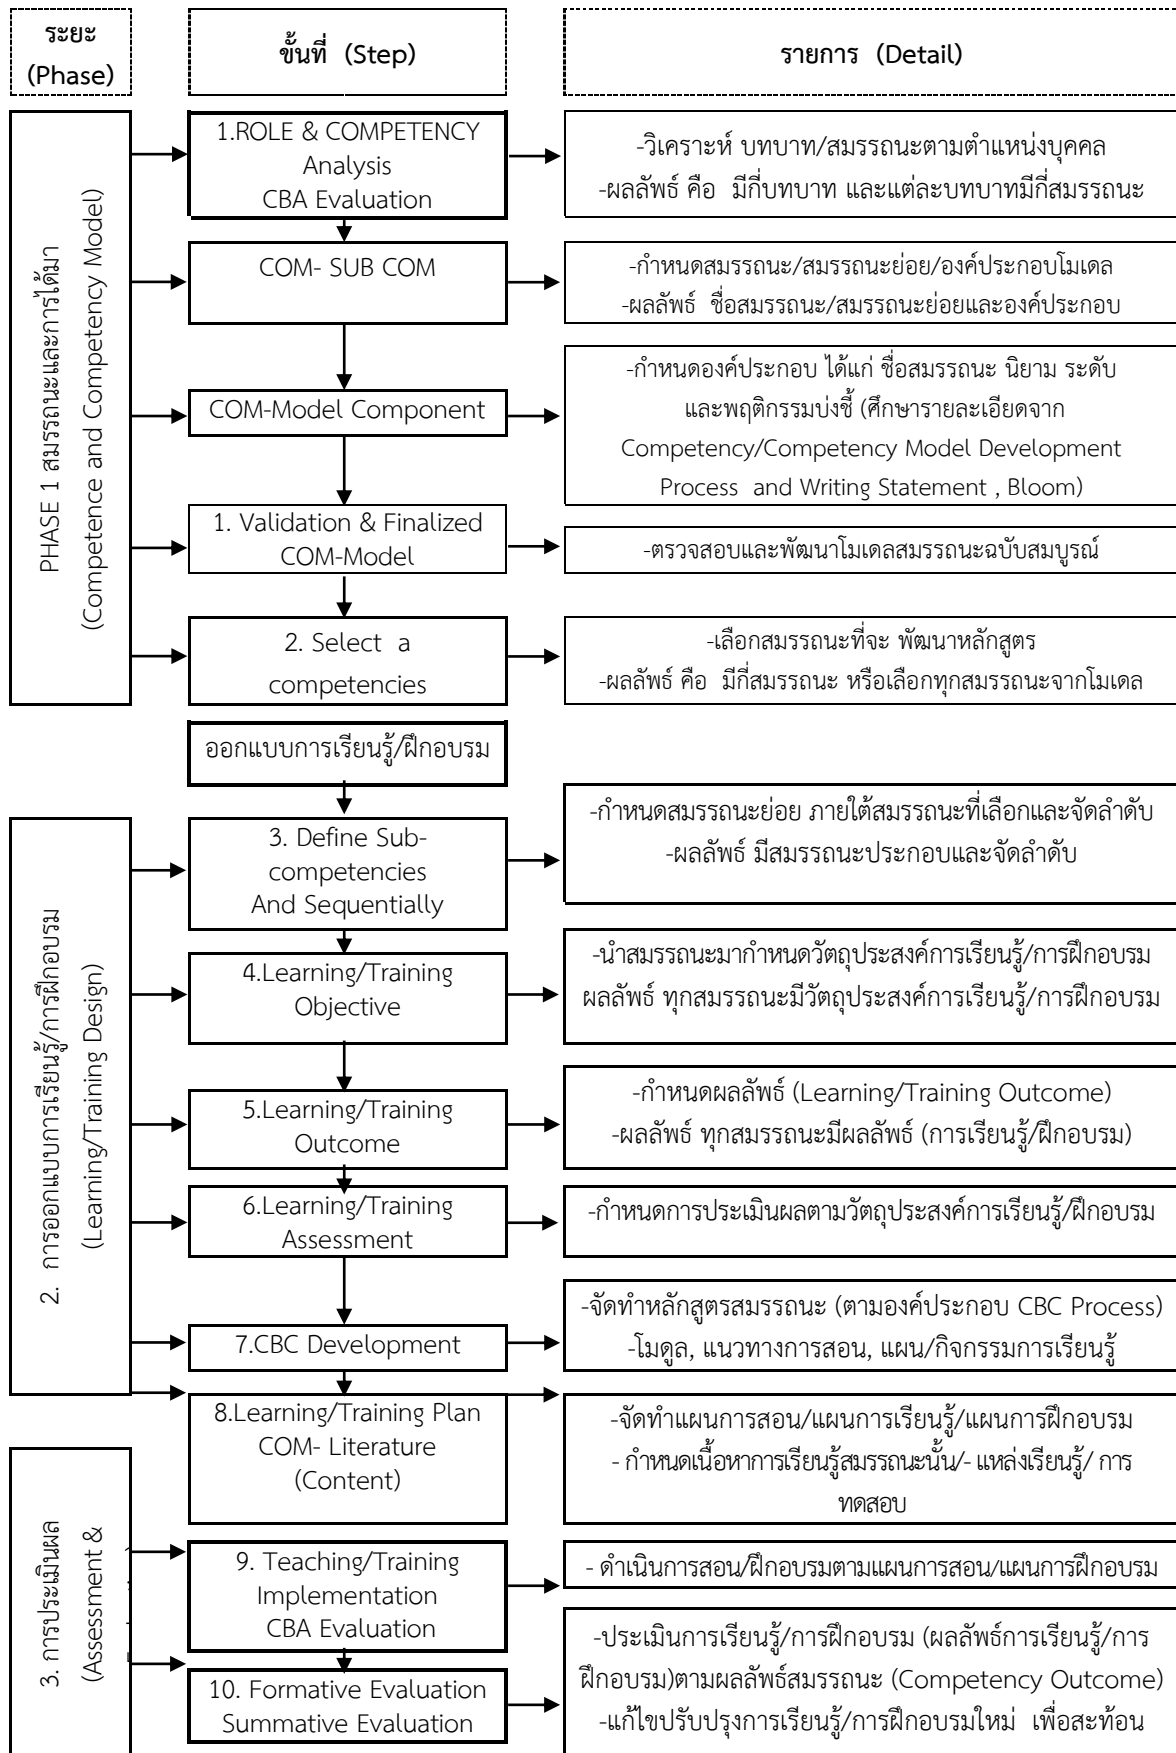 ระยะ
(Phase)
ขั้นที่ (Step)
รายการ (Detail)
PHASE 1 สมรรถนะและการได้มา
(Competence and Competency Model)
1.ROLE & COMPETENCY
Analysis
CBA Evaluation
-วิเคราะห์ บทบาท/สมรรถนะตามตำแหน่งบุคคล
-ผลลัพธ์ คือ มีกี่บทบาท และแต่ละบทบาทมีกี่สมรรถนะ
COM- SUB COM
-กำหนดสมรรถนะ/สมรรถนะย่อย/องค์ประกอบโมเดล
-ผลลัพธ์ ชื่อสมรรถนะ/สมรรถนะย่อยและองค์ประกอบ
COM-Model Component
-กำหนดองค์ประกอบ ได้แก่ ชื่อสมรรถนะ นิยาม ระดับ
และพฤติกรรมบ่งชี้ (ศึกษารายละเอียดจาก
Competency/Competency Model Development
Process and Writing Statement , Bloom)
1. Validation & Finalized
COM-Model
-ตรวจสอบและพัฒนาโมเดลสมรรถนะฉบับสมบูรณ์
2. Select a
competencies
-เลือกสมรรถนะที่จะ พัฒนาหลักสูตร
-ผลลัพธ์ คือ มีกี่สมรรถนะ หรือเลือกทุกสมรรถนะจากโมเดล
ออกแบบการเรียนรู้/ฝึกอบรม
2. การออกแบบการเรียนรู้/การฝึกอบรม
(Learning/Training Design)
3. Define Sub-
competencies
And Sequentially
-กำหนดสมรรถนะย่อย ภายใต้สมรรถนะที่เลือกและจัดลำดับ
-ผลลัพธ์ มีสมรรถนะประกอบและจัดลำดับ
4.Learning/Training
Objective
-นำสมรรถนะมากำหนดวัตถุประสงค์การเรียนรู้/การฝึกอบรม
ผลลัพธ์ ทุกสมรรถนะมีวัตถุประสงค์การเรียนรู้/การฝึกอบรม
5.Learning/Training
Outcome
-กำหนดผลลัพธ์ (Learning/Training Outcome)
-ผลลัพธ์ ทุกสมรรถนะมีผลลัพธ์ (การเรียนรู้/ฝึกอบรม)
6.Learning/Training
Assessment
-กำหนดการประเมินผลตามวัตถุประสงค์การเรียนรู้/ฝึกอบรม
7.CBC Development
-จัดทำหลักสูตรสมรรถนะ (ตามองค์ประกอบ CBC Process)
-โมดูล, แนวทางการสอน, แผน/กิจกรรมการเรียนรู้
8.Learning/Training Plan
COM- Literature
(Content)
-จัดทำแผนการสอน/แผนการเรียนรู้/แผนการฝึกอบรม
- กำหนดเนื้อหาการเรียนรู้สมรรถนะนั้น/- แหล่งเรียนรู้/ การ
ทดสอบ
3. การประเมินผล
(Assessment &
9. Teaching/Training
Implementation
CBA Evaluation
- ดำเนินการสอน/ฝึกอบรมตามแผนการสอน/แผนการฝึกอบรม
10. Formative Evaluation
Summative Evaluation
-ประเมินการเรียนรู้/การฝึกอบรม (ผลลัพธ์การเรียนรู้/การ
ฝึกอบรม)ตามผลลัพธ์สมรรถนะ (Competency Outcome)
-แก้ไขปรับปรุงการเรียนรู้/การฝึกอบรมใหม่ เพื่อสะท้อน